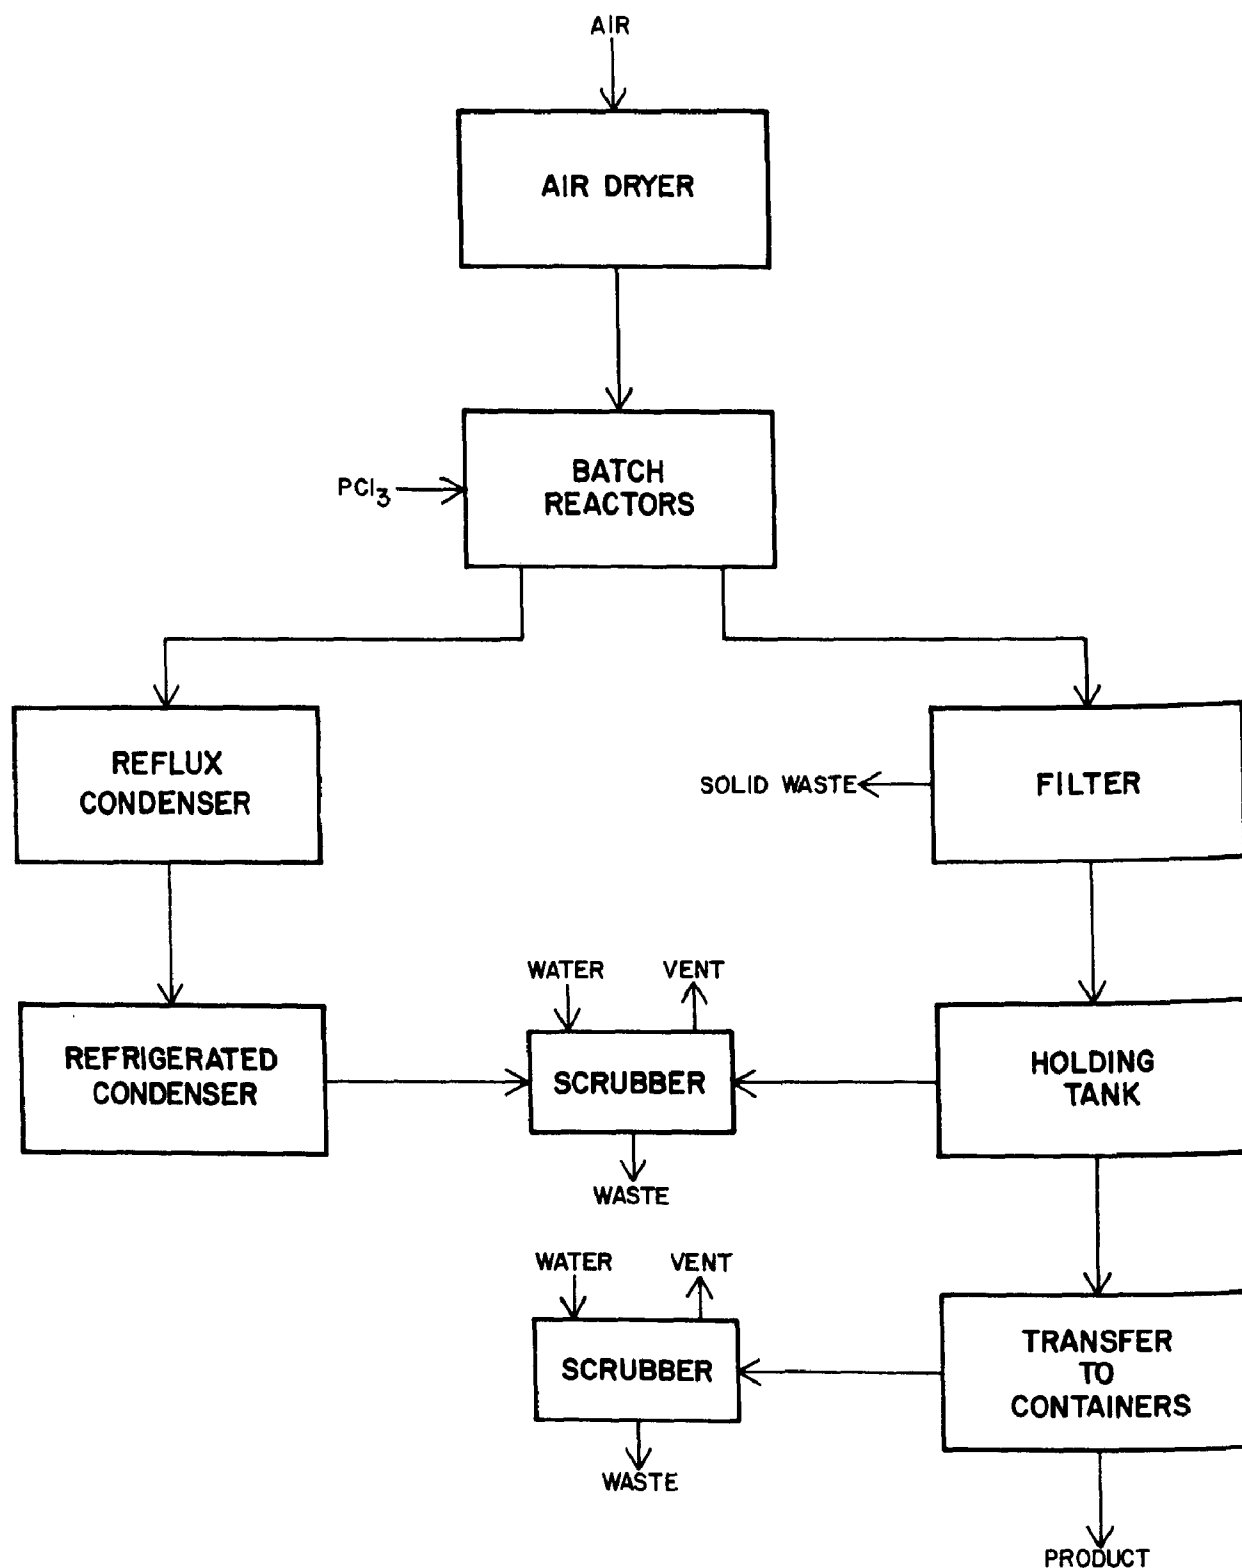 AIR
AIR DRYER
PCl3
BATCH
REACTORS
REFLUX
CONDENSER
SOLID WASTE
FILTER
WATER
VENT
REFRIGERATED
CONDENSER
SCRUBBER
HOLDING
TANK
WASTE
WATER
VENT
SCRUBBER
TRANSFER
TO
CONTAINERS
WASTE
PRODUCT